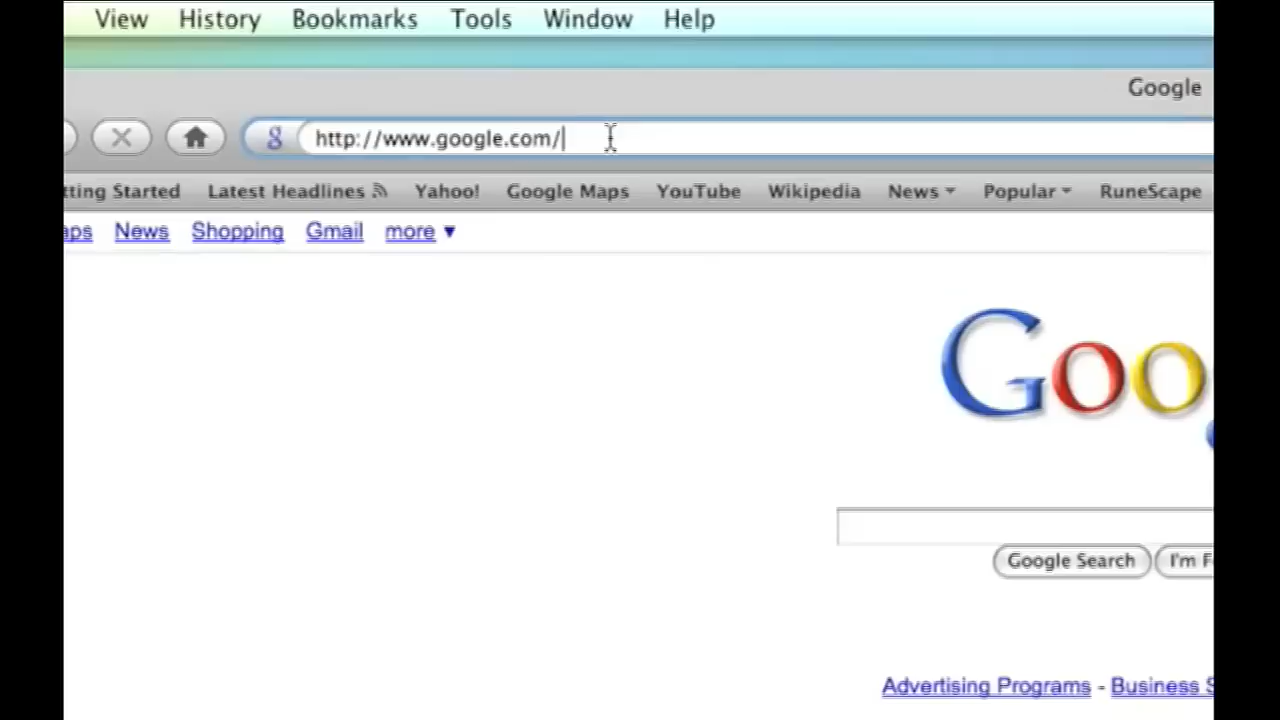 View History Bookmarks Tools Window Help
Google
http://www.google.com/
tting Started Latest Headlines Yahoo! Google Maps YouTube Wikipedia News Popular RuneScape
aps News Shopping Gmail more
Goo
Google Search I'm F
Advertising Programs - Business S